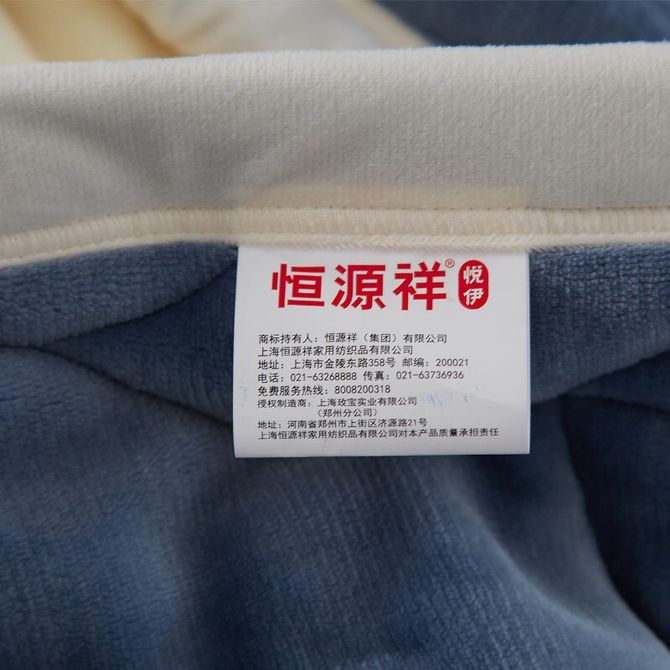 恒源祥® 悦伊
商标持有人：恒源祥（集团）有限公司
上海恒源祥家用纺织品有限公司
地址：上海市金陵东路358号 邮编：200021
电话：021-63268888 传真：021-63736936
免费服务热线：8008200318
授权制造商：上海玫宝实业有限公司
（郑州分公司）
地址：河南省郑州市上街区济源路21号
上海恒源祥家用纺织品有限公司对本产品质量承担责任